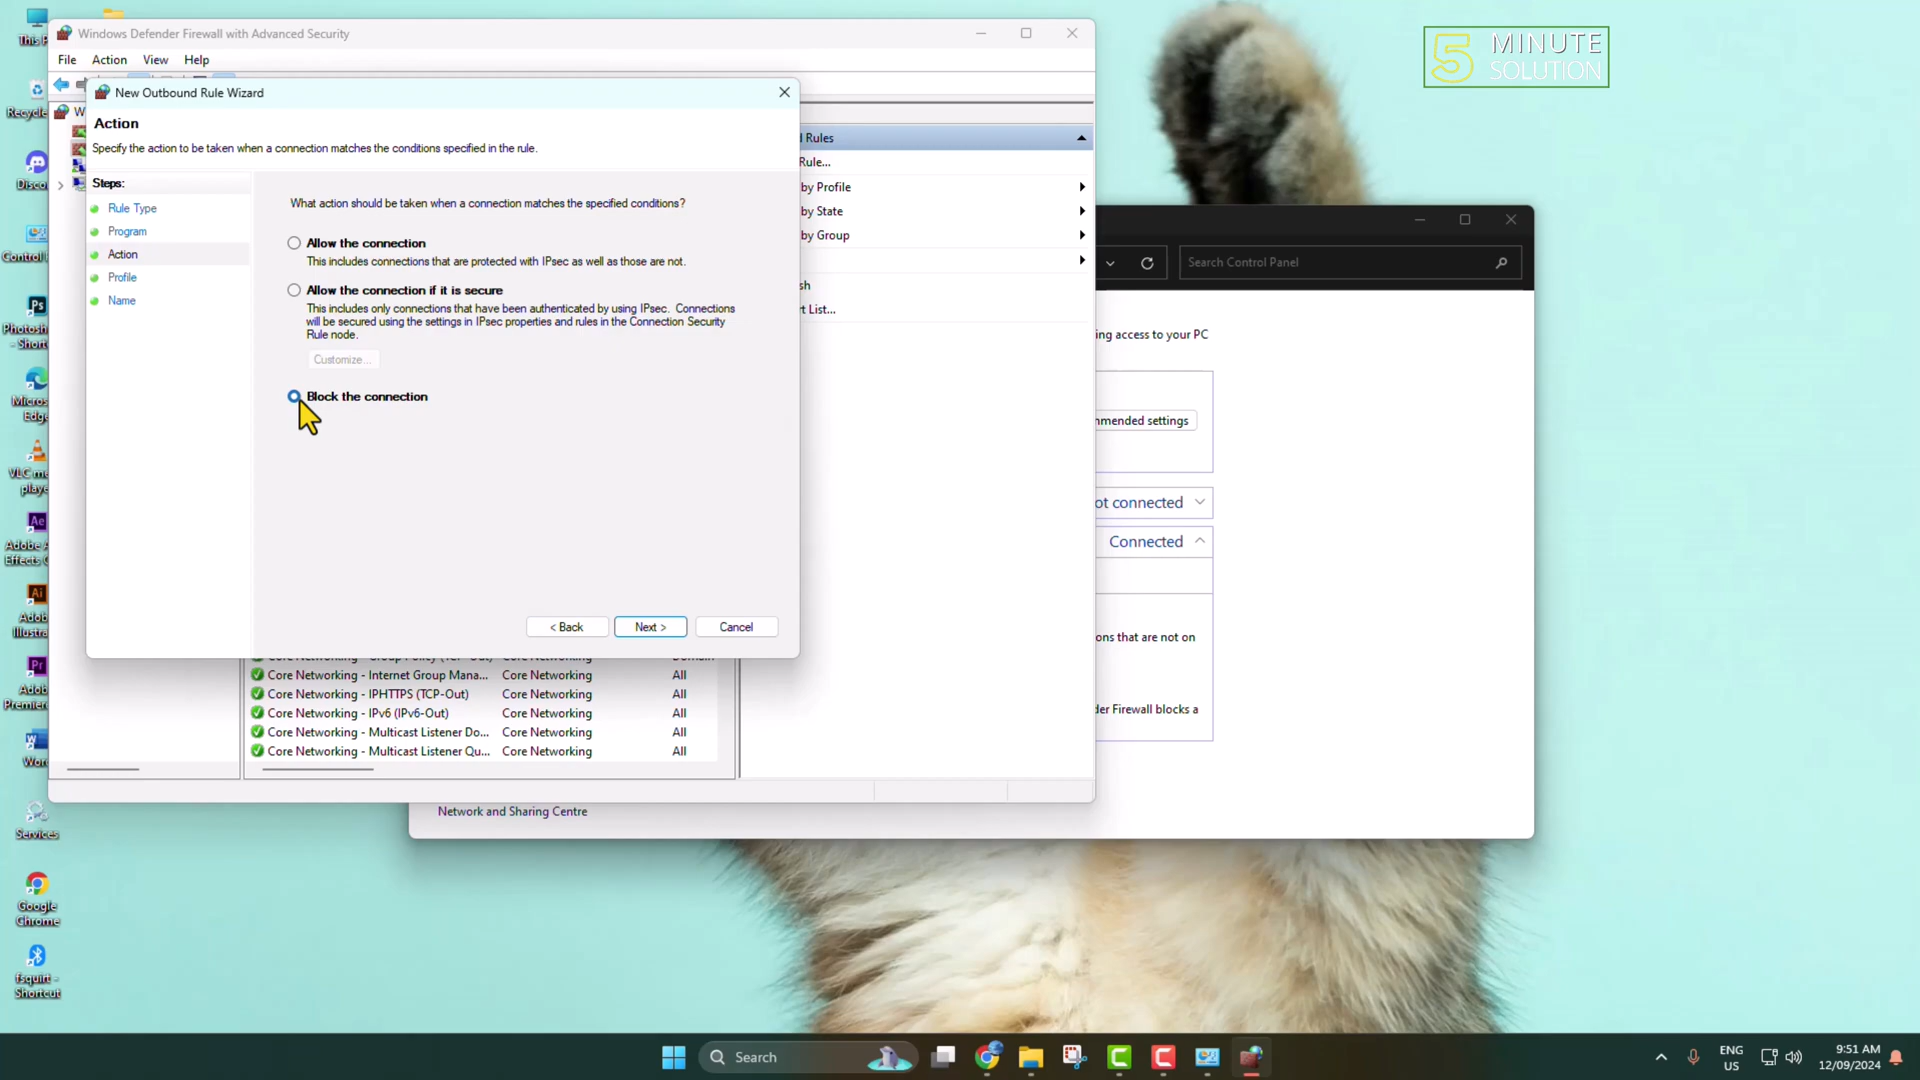 This P
Recycle
Disco
Control
Photosh
- Short
Micros
Edge
VLC me
playe
Adobe A
Effects C
Adob
Illustra
Adob
Premier
Word
Services
Google
Chrome
fsquirt -
Shortcut
5 MINUTE
SOLUTION
Windows Defender Firewall with Advanced Security
File Action View Help
W
New Outbound Rule Wizard
Action
Specify the action to be taken when a connection matches the conditions specified in the rule.
Steps:
Rule Type
Program
Action
Profile
Name
What action should be taken when a connection matches the specified conditions?
Allow the connection
This includes connections that are protected with IPsec as well as those are not.
Allow the connection if it is secure
This includes only connections that have been authenticated by using IPsec. Connections
will be secured using the settings in IPsec properties and rules in the Connection Security
Rule node.
Customize...
Block the connection
< Back
Next >
Cancel
d Rules
Rule...
by Profile
by State
by Group
sh
rt List...
Core Networking - Group Policy (TCP-Out) Core Networking Domain
Core Networking - Internet Group Mana... Core Networking All
Core Networking - IPHTTPS (TCP-Out) Core Networking All
Core Networking - IPv6 (IPv6-Out) Core Networking All
Core Networking - Multicast Listener Do... Core Networking All
Core Networking - Multicast Listener Qu... Core Networking All
Search Control Panel
ing access to your PC
mmended settings
ot connected
Connected
ons that are not on
der Firewall blocks a
Network and Sharing Centre
Search
ENG
US
9:51 AM
12/09/2024